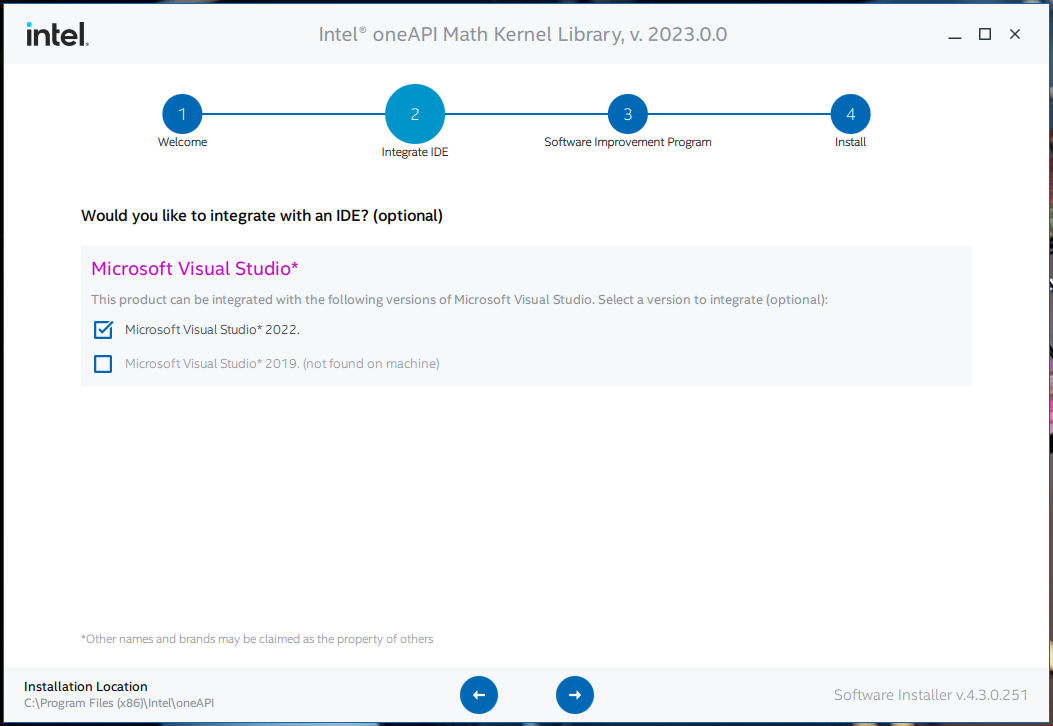 intel.
Intel® oneAPI Math Kernel Library, v. 2023.0.0
1
2
3
4
Welcome
Integrate IDE
Software Improvement Program
Install
Would you like to integrate with an IDE? (optional)
Microsoft Visual Studio*
This product can be integrated with the following versions of Microsoft Visual Studio. Select a version to integrate (optional):
Microsoft Visual Studio* 2022.
Microsoft Visual Studio* 2019. (not found on machine)
*Other names and brands may be claimed as the property of others
Installation Location
C:\Program Files (x86)\Intel\oneAPI
Software Installer v.4.3.0.251